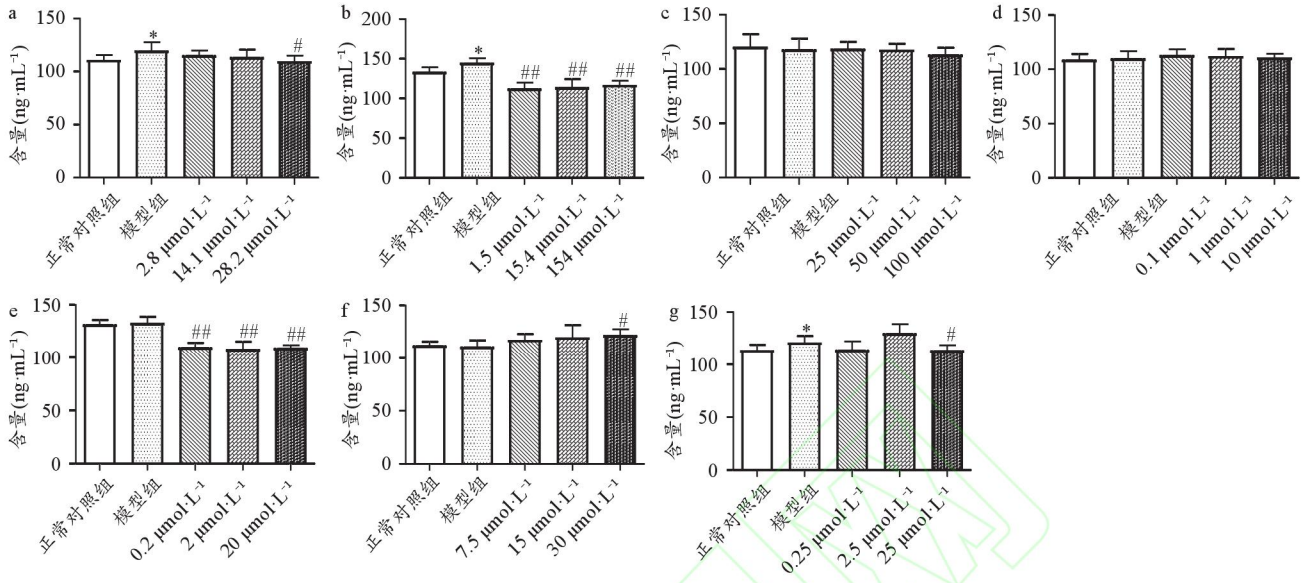 a
含量(ng·mL⁻¹)
150
100
50
0
*
#
正常对照组
模型组
2.8 μmol·L⁻¹
14.1 μmol·L⁻¹
28.2 μmol·L⁻¹
b
含量(ng·mL⁻¹)
200
150
100
50
0
*
##
##
##
正常对照组
模型组
1.5 μmol·L⁻¹
15.4 μmol·L⁻¹
154 μmol·L⁻¹
c
含量(ng·mL⁻¹)
150
100
50
0
正常对照组
模型组
25 μmol·L⁻¹
50 μmol·L⁻¹
100 μmol·L⁻¹
d
含量(ng·mL⁻¹)
150
100
50
0
正常对照组
模型组
0.1 μmol·L⁻¹
1 μmol·L⁻¹
10 μmol·L⁻¹
e
含量(ng·mL⁻¹)
150
100
50
0
##
##
##
正常对照组
模型组
0.2 μmol·L⁻¹
2 μmol·L⁻¹
20 μmol·L⁻¹
f
含量(ng·mL⁻¹)
150
100
50
0
#
正常对照组
模型组
7.5 μmol·L⁻¹
15 μmol·L⁻¹
30 μmol·L⁻¹
g
含量(ng·mL⁻¹)
150
100
50
0
*
#
正常对照组
模型组
0.25 μmol·L⁻¹
2.5 μmol·L⁻¹
25 μmol·L⁻¹